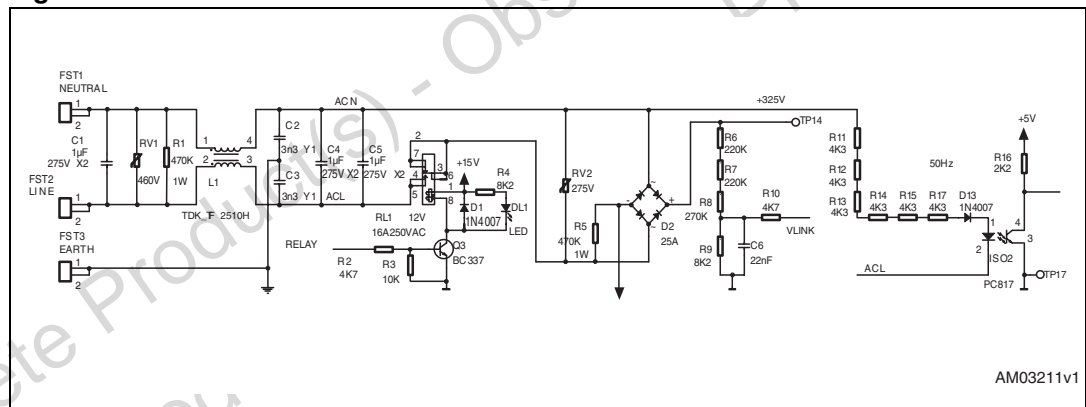 FST1
NEUTRAL
1
2
C1
1µF
275V X2
RV1
460V
R1
470K
1W
1
4
2
3
L1
TDK TF 2510H
FST2
LINE
1
2
FST3
EARTH
1
2
ACN
C2
3n3 Y1
C3
3n3 Y1
C4
1µF
275V X2
C5
1µF
275V X2
ACL
2
7
4
5
3
6
1
8
RL1
16A250VAC
12V
+15V
D1
1N4007
R4
8K2
DL1
LED
RELAY
R2
4K7
R3
10K
Q3
BC337
RV2
275V
R5
470K
1W
~
-
+
~
D2
25A
+325V
TP14
R6
220K
R7
220K
R8
270K
R9
8K2
R10
4K7
C6
22nF
VLINK
R11
4K3
R12
4K3
R13
4K3
R14
4K3
R15
4K3
R17
4K3
50Hz
D13
1N4007
ACL
+5V
R16
2K2
1
2
4
3
ISO2
PC817
TP17
AM03211v1
ete Product(s) - Obs